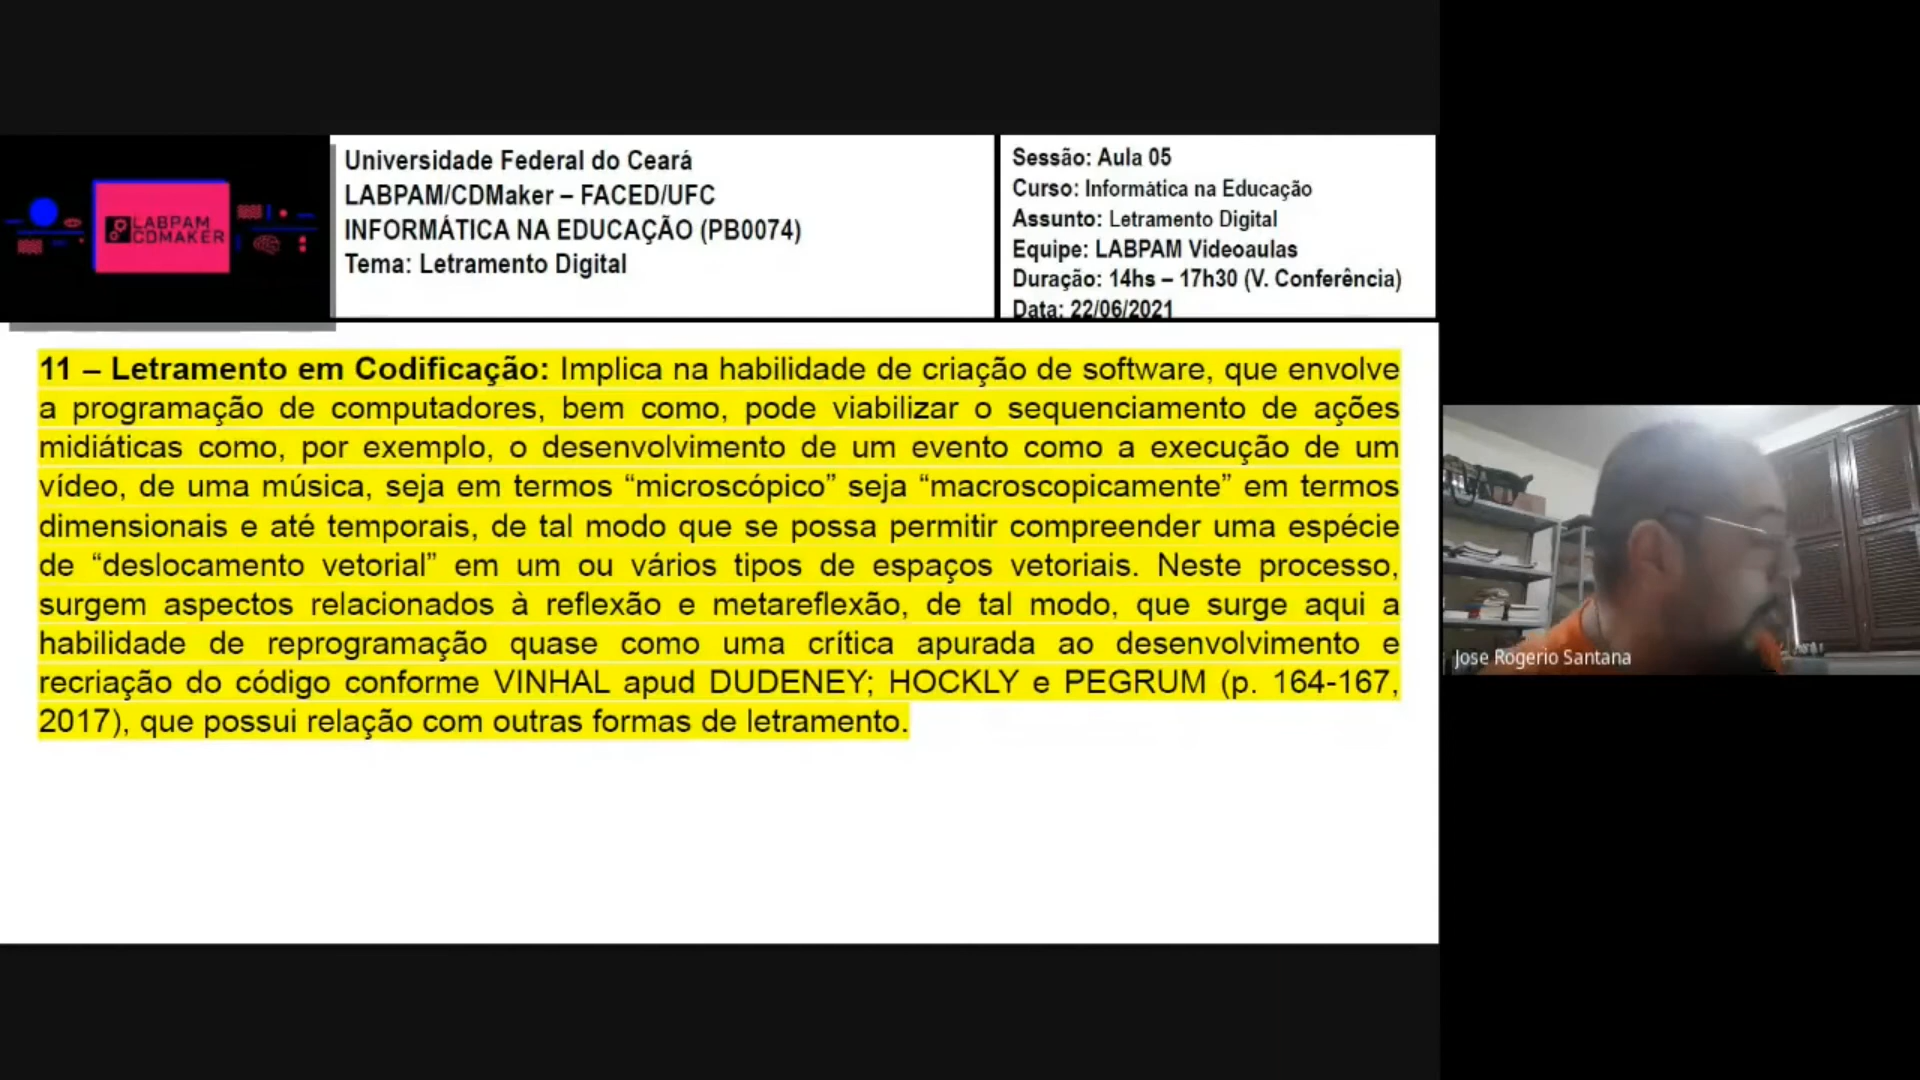 LABPAM
CDMAKER
Universidade Federal do Ceará
LABPAM/CDMaker – FACED/UFC
INFORMÁTICA NA EDUCAÇÃO (PB0074)
Tema: Letramento Digital
Sessão: Aula 05
Curso: Informática na Educação
Assunto: Letramento Digital
Equipe: LABPAM Videoaulas
Duração: 14hs – 17h30 (V. Conferência)
Data: 22/06/2021
11 – Letramento em Codificação: Implica na habilidade de criação de software, que envolve
a programação de computadores, bem como, pode viabilizar o sequenciamento de ações
midiáticas como, por exemplo, o desenvolvimento de um evento como a execução de um
vídeo, de uma música, seja em termos “microscópico” seja “macroscopicamente” em termos
dimensionais e até temporais, de tal modo que se possa permitir compreender uma espécie
de “deslocamento vetorial” em um ou vários tipos de espaços vetoriais. Neste processo,
surgem aspectos relacionados à reflexão e metareflexão, de tal modo, que surge aqui a
habilidade de reprogramação quase como uma crítica apurada ao desenvolvimento e
recriação do código conforme VINHAL apud DUDENEY; HOCKLY e PEGRUM (p. 164-167,
2017), que possui relação com outras formas de letramento.
Jose Rogerio Santana